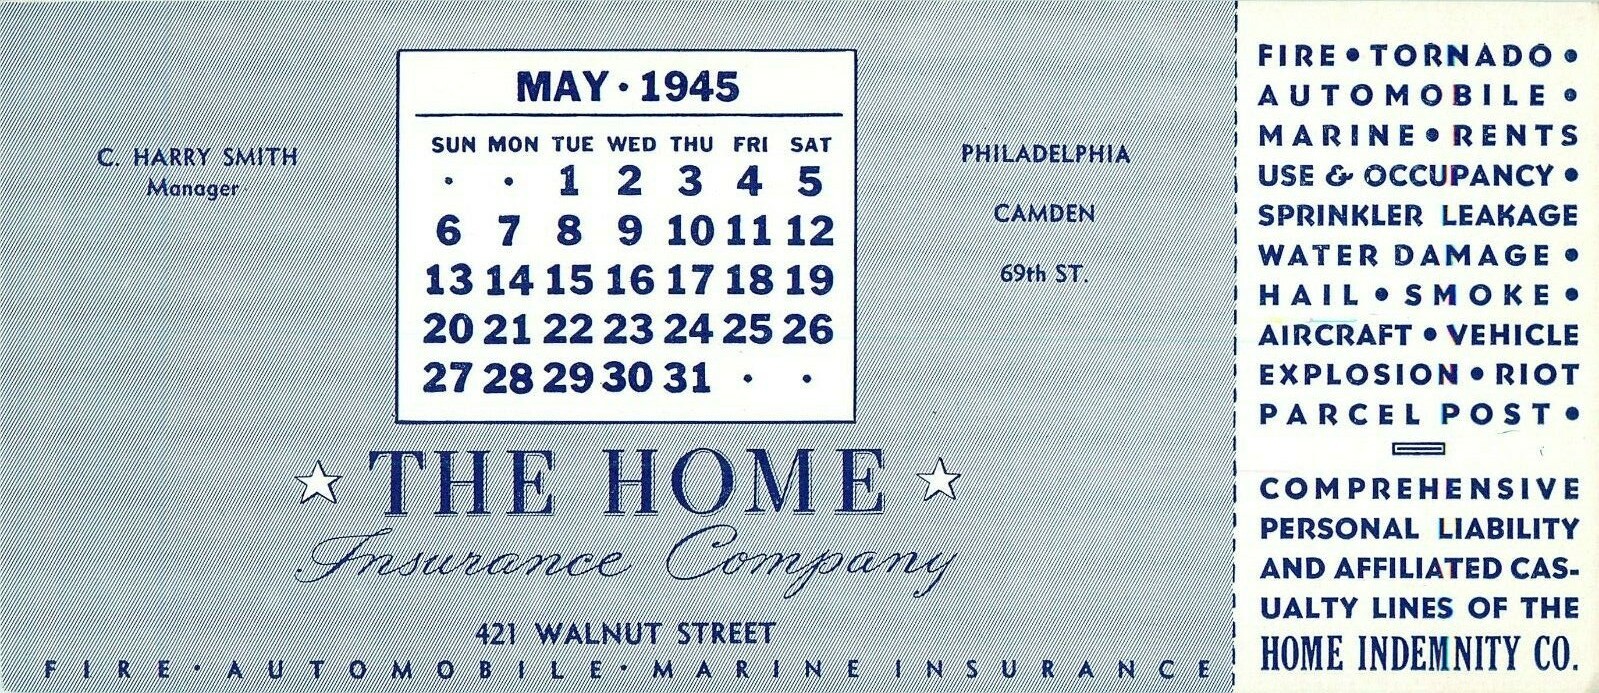 C. HARRY SMITH
Manager
MAY · 1945
SUN MON TUE WED THU FRI SAT
· · 1 2 3 4 5
6 7 8 9 10 11 12
13 14 15 16 17 18 19
20 21 22 23 24 25 26
27 28 29 30 31 · ·
PHILADELPHIA
CAMDEN
69th ST.
THE HOME
Insurance Company
421 WALNUT STREET
FIRE · AUTOMOBILE · MARINE INSURANCE
FIRE • TORNADO •
AUTOMOBILE •
MARINE • RENTS
USE & OCCUPANCY •
SPRINKLER LEAKAGE
WATER DAMAGE •
HAIL • SMOKE •
AIRCRAFT • VEHICLE
EXPLOSION • RIOT
PARCEL POST •
COMPREHENSIVE
PERSONAL LIABILITY
AND AFFILIATED CAS-
UALTY LINES OF THE
HOME INDEMNITY CO.